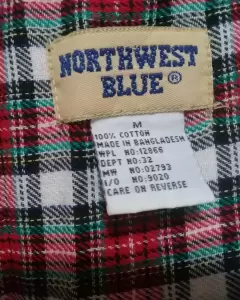 NORTHWEST
BLUE®
M
100% COTTON
MADE IN BANGLADESH
WPL NO:12866
DEPT NO:32
MW NO:02793
I/O NO:9020
CARE ON REVERSE